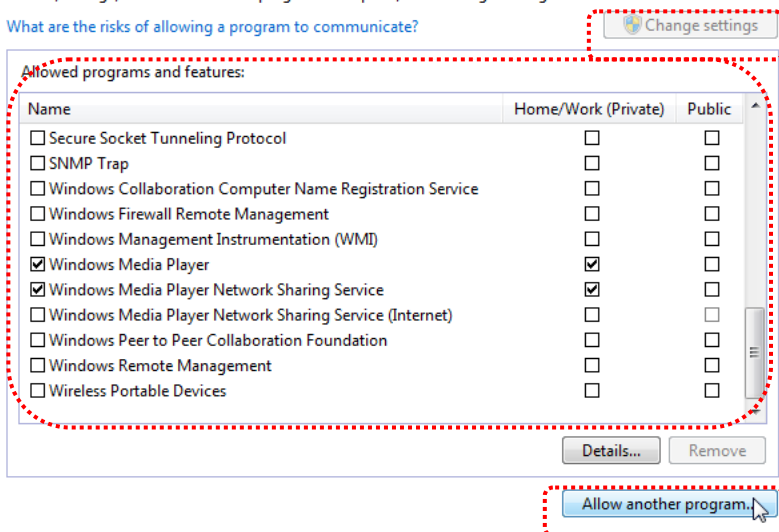 What are the risks of allowing a program to communicate?
Change settings
Allowed programs and features:
Name Home/Work (Private) Public
Secure Socket Tunneling Protocol
SNMP Trap
Windows Collaboration Computer Name Registration Service
Windows Firewall Remote Management
Windows Management Instrumentation (WMI)
Windows Media Player
Windows Media Player Network Sharing Service
Windows Media Player Network Sharing Service (Internet)
Windows Peer to Peer Collaboration Foundation
Windows Remote Management
Wireless Portable Devices
Details... Remove
Allow another program...